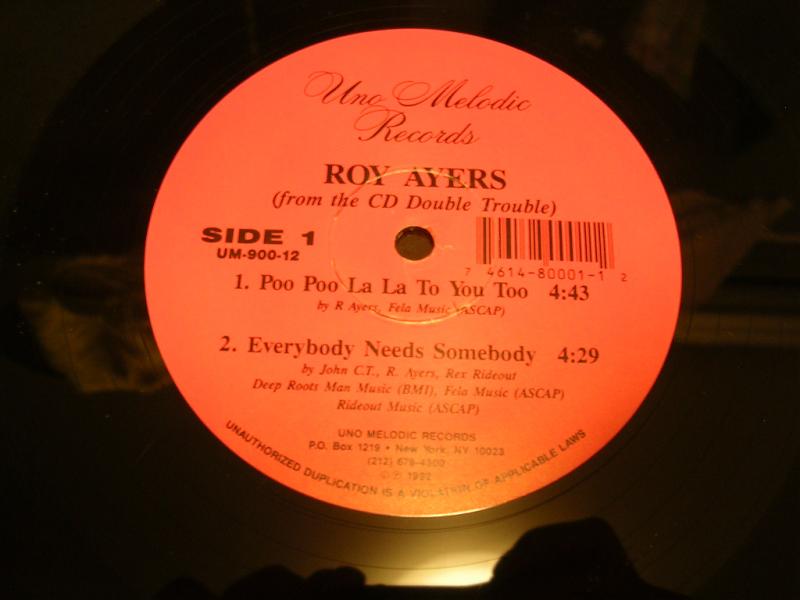 Uno Melodic
Records
ROY AYERS
(from the CD Double Trouble)
SIDE 1
UM-900-12
7 4614-80001-1 2
1. Poo Poo La La To You Too 4:43
by R Ayers, Fela Music (ASCAP)
2. Everybody Needs Somebody 4:29
by John C.T., R. Ayers, Rex Rideout
Deep Roots Man Music (BMI), Fela Music (ASCAP)
Rideout Music (ASCAP)
UNO MELODIC RECORDS
P.O. Box 1219 • New York, NY 10023
(212)
© ℗ 1992
UNAUTHORIZED DUPLICATION IS A VIOLATION OF APPLICABLE LAWS